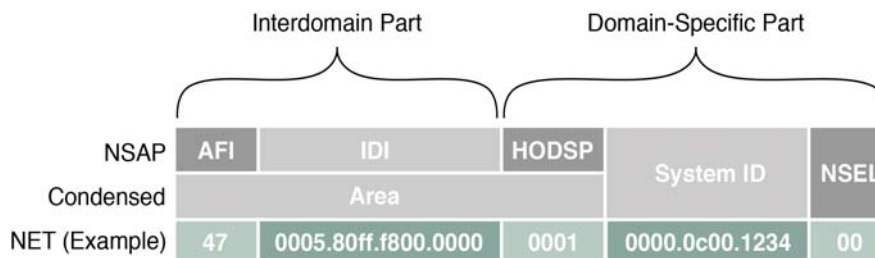 Interdomain Part Domain-Specific Part
NSAP AFI IDI HODSP System ID NSEL
Condensed Area
NET (Example) 47 0005.80ff.f800.0000 0001 0000.0c00.1234 00